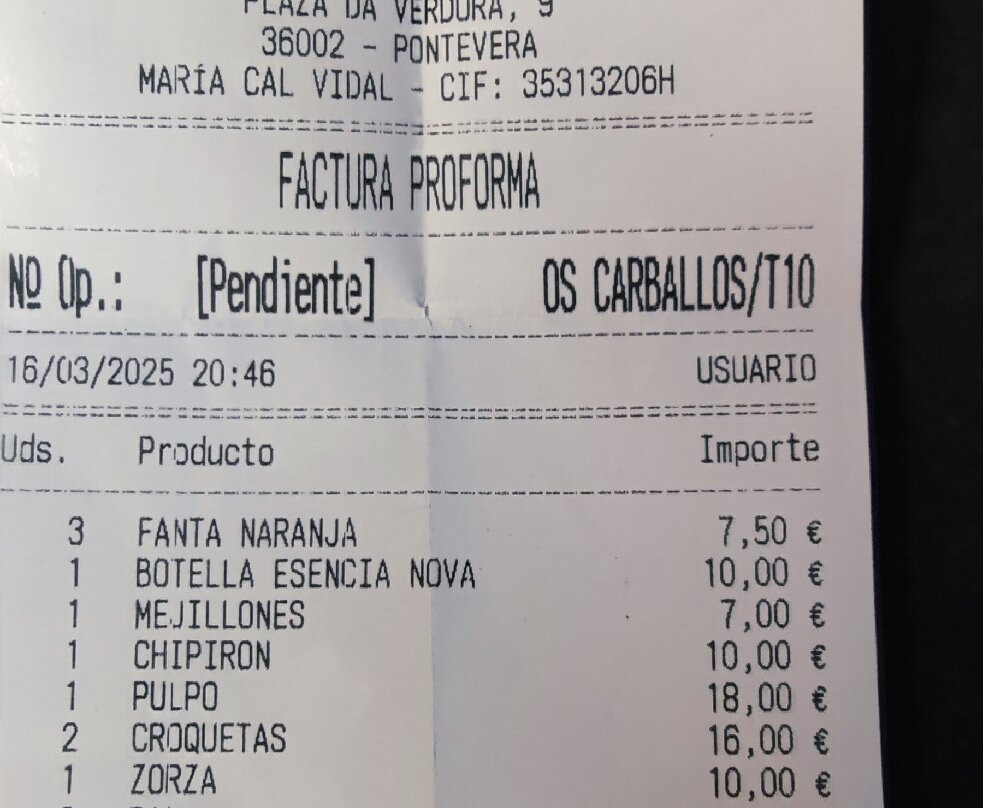 PLAZA DA VERDURA, 9
36002 - PONTEVERA
MARÍA CAL VIDAL - CIF: 35313206H
FACTURA PROFORMA
Nº Op.: [Pendiente] OS CARBALLOS/T10
16/03/2025 20:46 USUARIO
Uds. Producto Importe
3 FANTA NARANJA 7,50 €
1 BOTELLA ESENCIA NOVA 10,00 €
1 MEJILLONES 7,00 €
1 CHIPIRON 10,00 €
1 PULPO 18,00 €
2 CROQUETAS 16,00 €
1 ZORZA 10,00 €